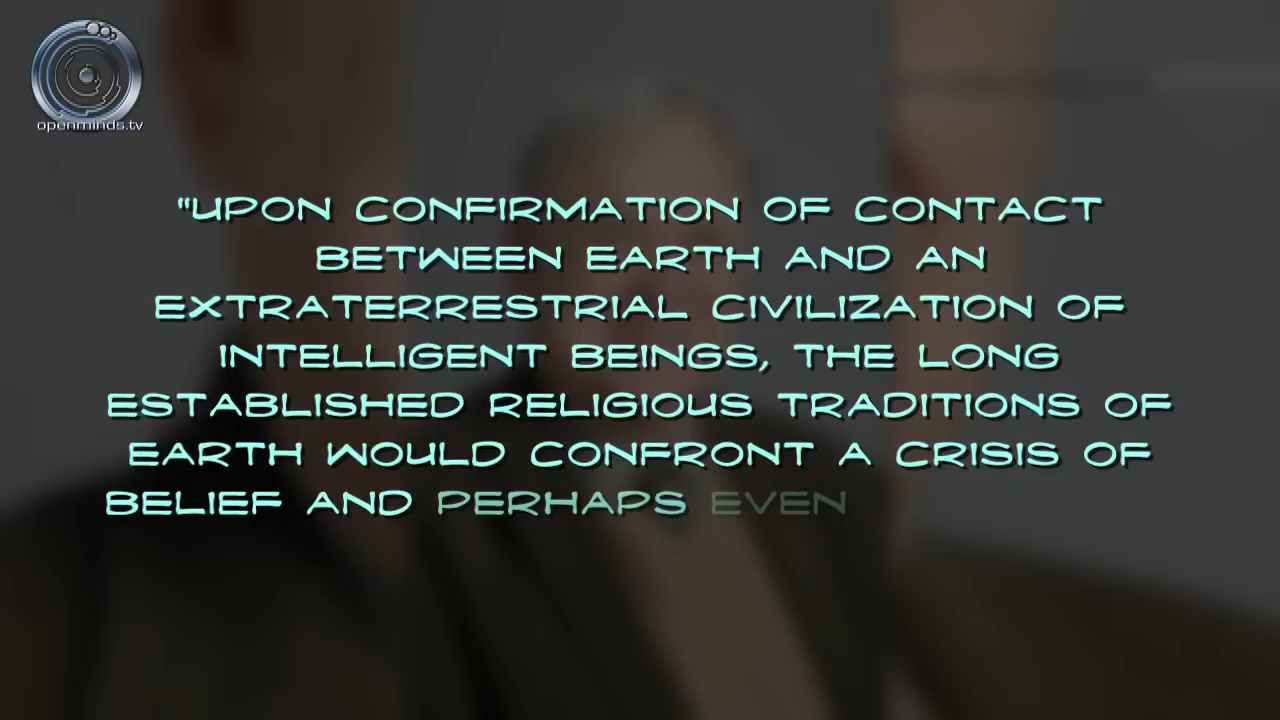 openminds.tv
"UPON CONFIRMATION OF CONTACT
BETWEEN EARTH AND AN
EXTRATERRESTRIAL CIVILIZATION OF
INTELLIGENT BEINGS, THE LONG
ESTABLISHED RELIGIOUS TRADITIONS OF
EARTH WOULD CONFRONT A CRISIS OF
BELIEF AND PERHAPS EVEN